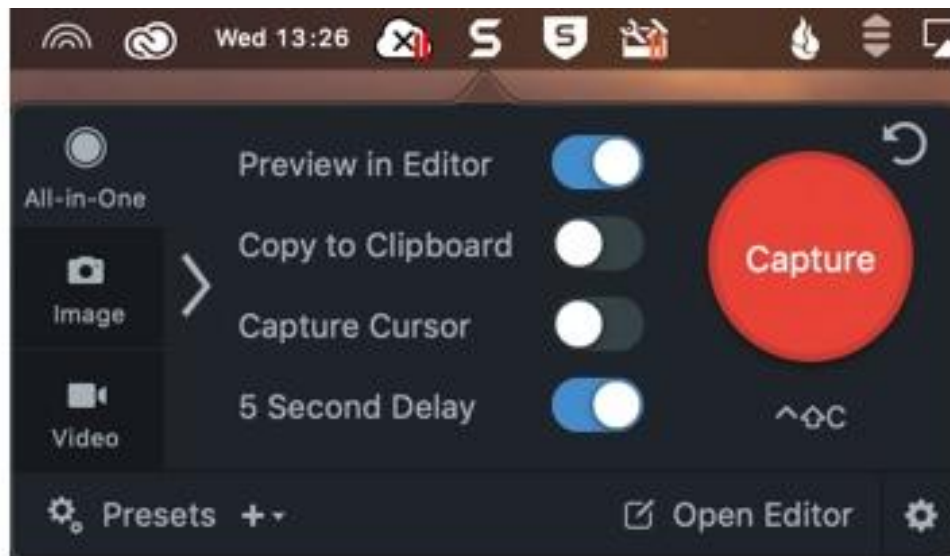 Wed 13:26
All-in-One
Preview in Editor
Copy to Clipboard
Capture
Image
Capture Cursor
5 Second Delay
^⇧C
Video
Presets +
Open Editor